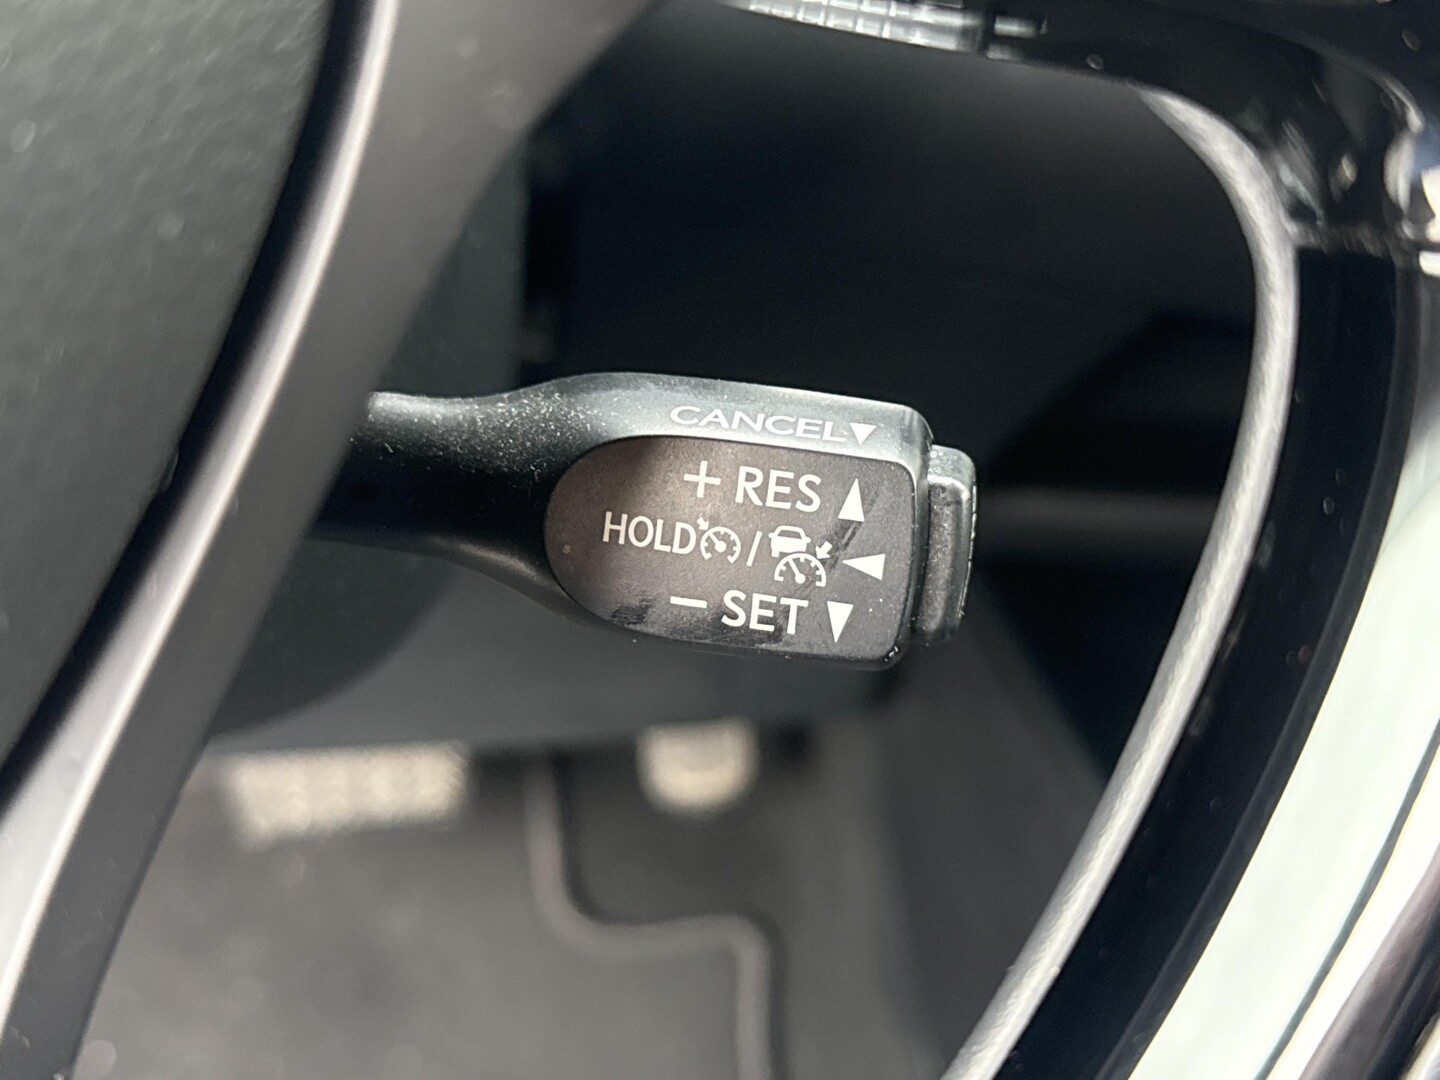 CANCEL▼
+ RES ▲
HOLD / ◀
− SET ▼